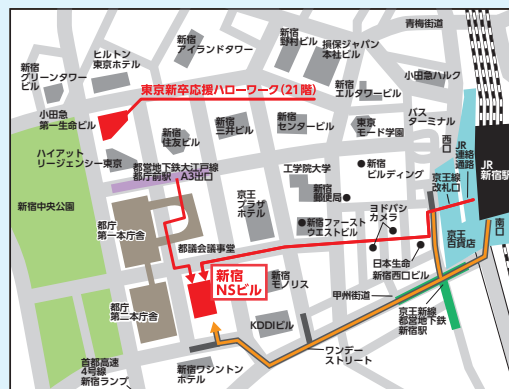 青梅街道
新宿
アイランドタワー
新宿
野村ビル
損保ジャパン
本社ビル
ヒルトン
東京ホテル
新宿
グリーンタワー
ビル
小田急ハルク
東京新卒応援ハローワーク(21階)
新宿
エルタワービル
小田急
第一生命ビル
新宿
住友ビル
新宿
三井ビル
新宿
センタービル
東京
モード学園
バス
ターミナル
西口
JR
連絡
通路
JR
新宿駅
ハイアット
リージェンシー東京
都営地下鉄大江戸線
都庁前駅 A3出口
工学院大学
新宿
ビルディング
京王線
改札口
新宿
郵便局
京王
プラザ
ホテル
新宿中央公園
都庁
第一本庁舎
新宿ファースト
ウエストビル
ヨドバシ
カメラ
南口
京王
百貨店
都議会議事堂
日本生命
新宿西口ビル
新宿
NSビル
新宿
モノリス
甲州街道
都庁
第二本庁舎
KDDIビル
京王新線
都営地下鉄
新宿駅
ワンデー
ストリート
首都高速
4号線
新宿ランプ
新宿ワシントン
ホテル